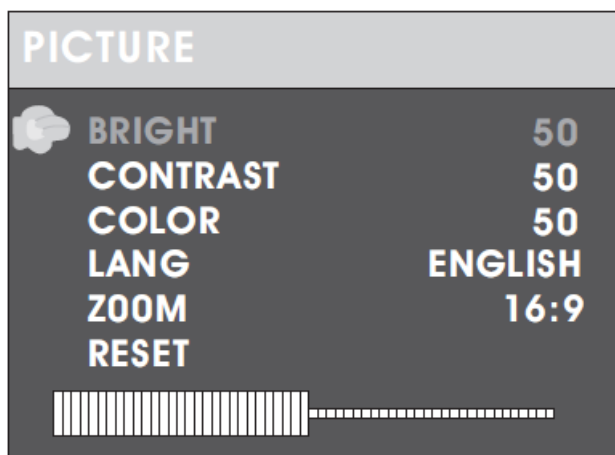 PICTURE
BRIGHT 50
CONTRAST 50
COLOR 50
LANG ENGLISH
ZOOM 16:9
RESET